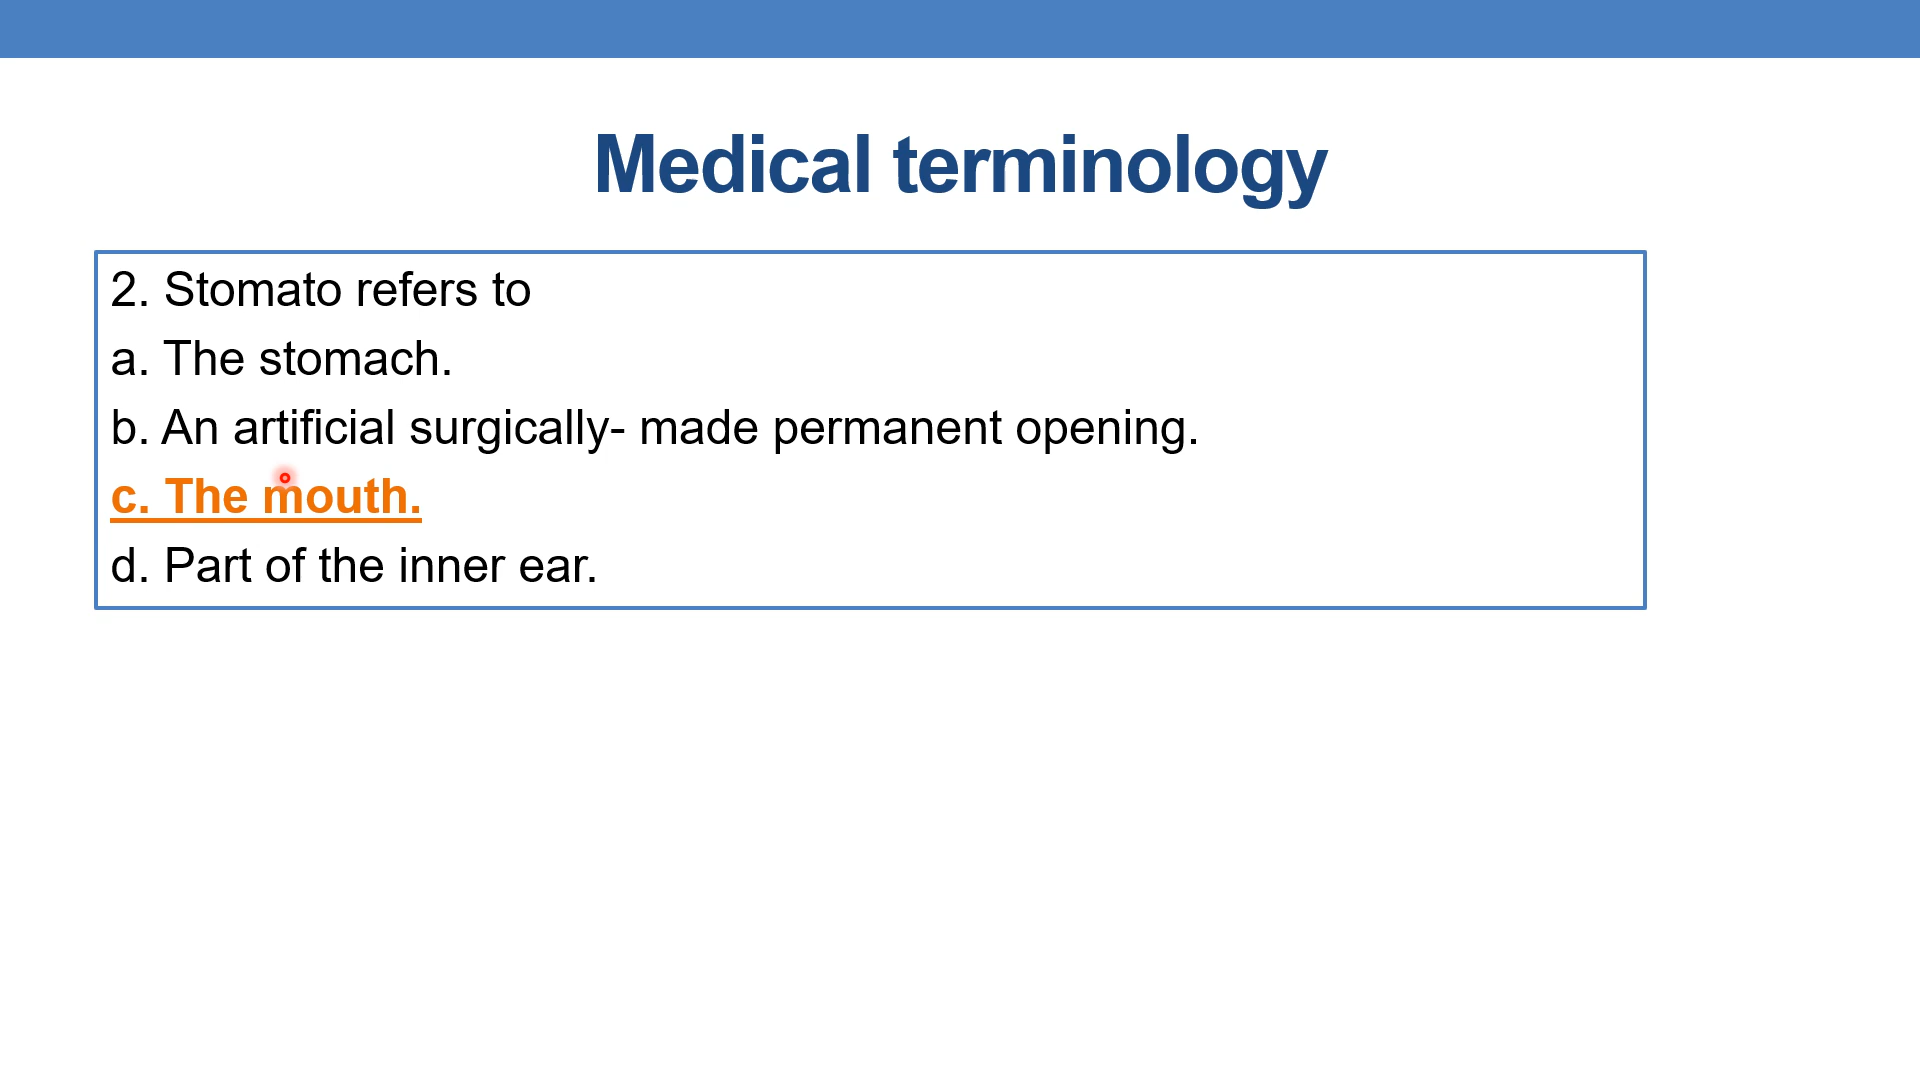 Medical terminology
2. Stomato refers to
a. The stomach.
b. An artificial surgically- made permanent opening.
c. The mouth.
d. Part of the inner ear.